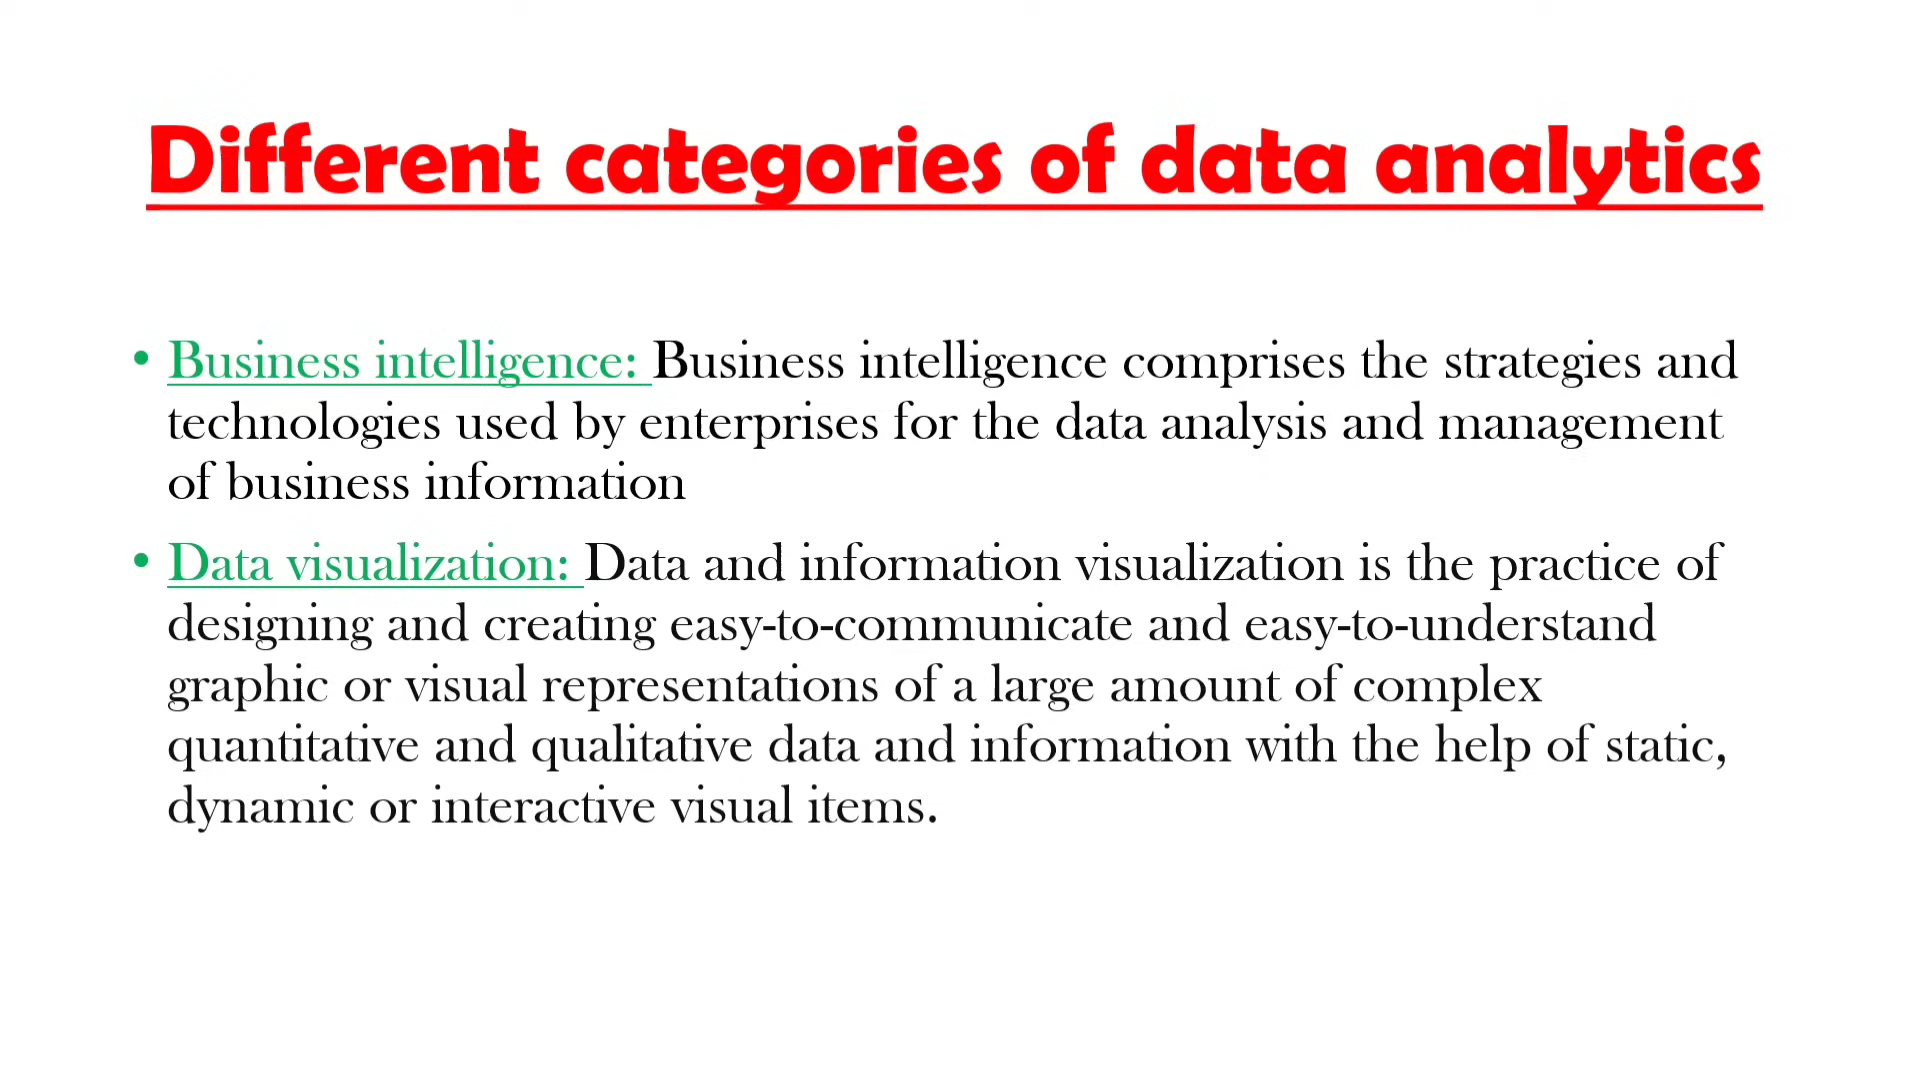 Different categories of data analytics
• Business intelligence: Business intelligence comprises the strategies and
technologies used by enterprises for the data analysis and management
of business information
• Data visualization: Data and information visualization is the practice of
designing and creating easy-to-communicate and easy-to-understand
graphic or visual representations of a large amount of complex
quantitative and qualitative data and information with the help of static,
dynamic or interactive visual items.